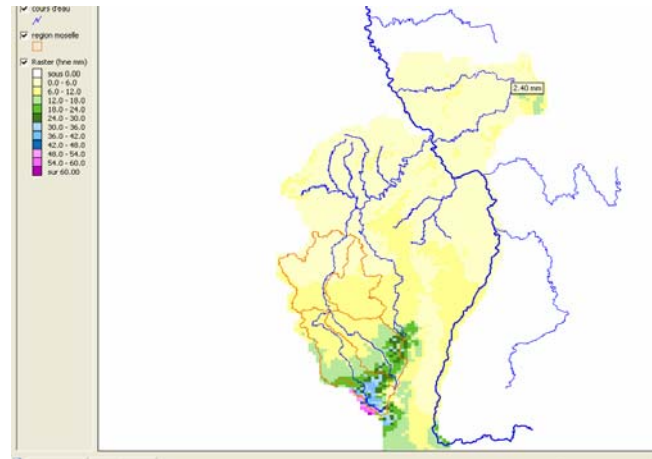 cours d'eau
region moselle
Raster (hne mm)
sous 0.00
0.0 - 6.0
6.0 - 12.0
12.0 - 18.0
18.0 - 24.0
24.0 - 30.0
30.0 - 36.0
36.0 - 42.0
42.0 - 48.0
48.0 - 54.0
54.0 - 60.0
sur 60.00
2.40 mm